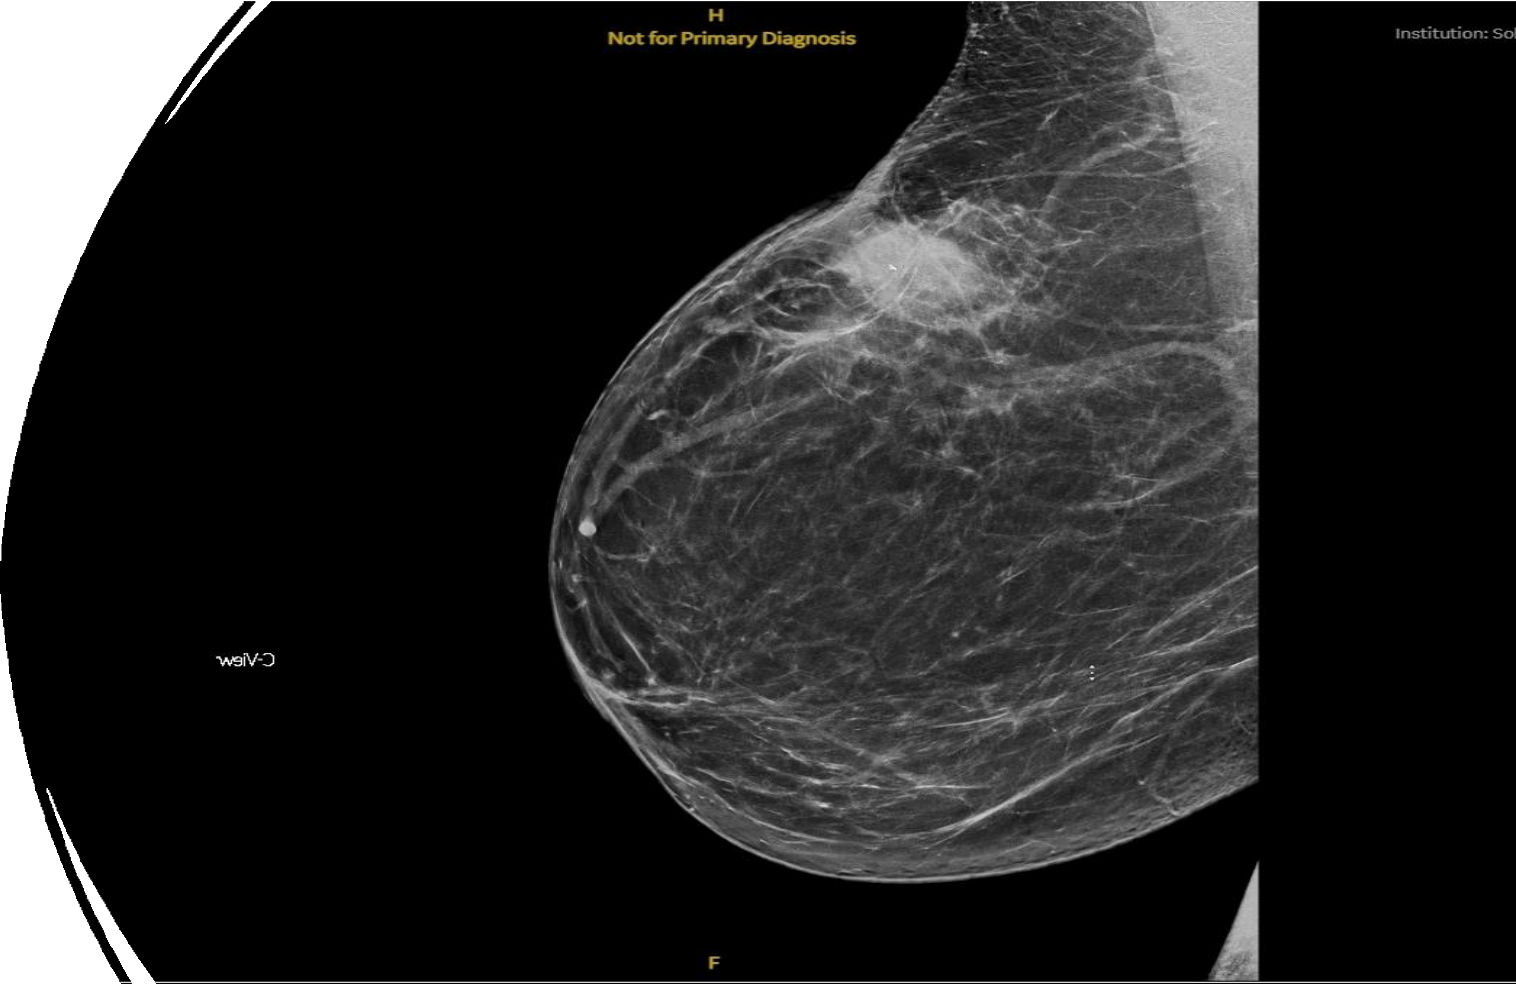 H
Not for Primary Diagnosis
Institution: Sol
C-View
F